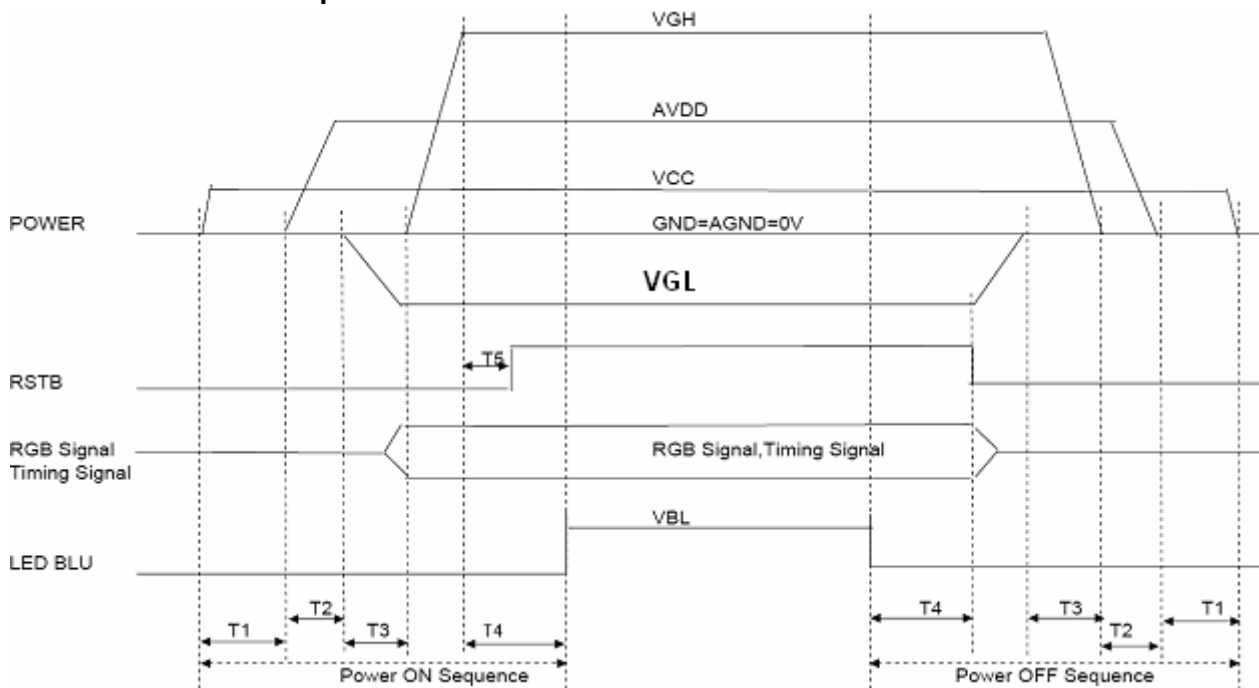 VGH
AVDD
VCC
POWER
GND=AGND=0V
VGL
T5
RSTB
RGB Signal
Timing Signal
RGB Signal,Timing Signal
VBL
LED BLU
T1
T2
T3
T4
T4
T3
T2
T1
Power ON Sequence
Power OFF Sequence